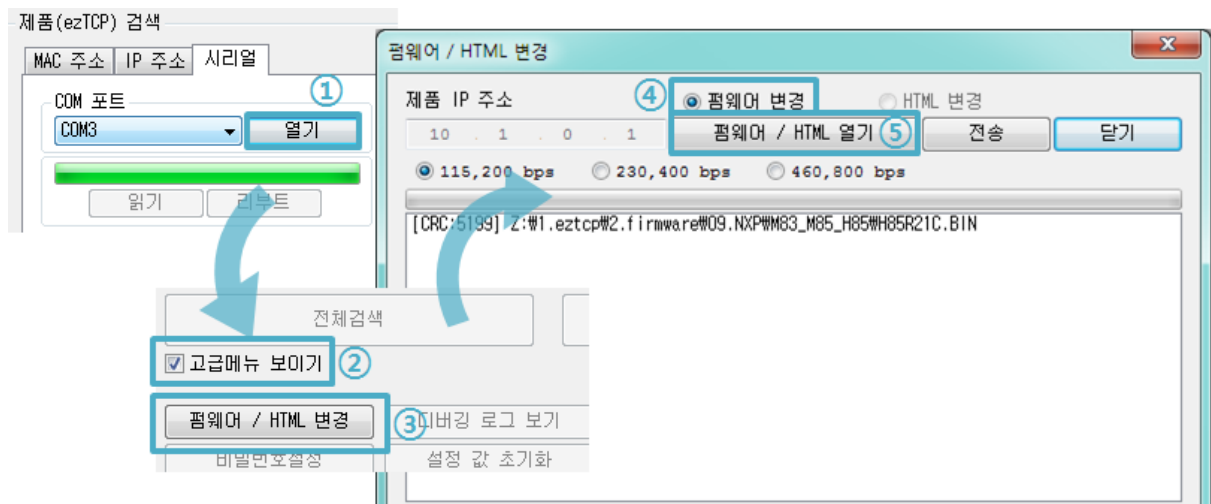 제품(ezTCP) 검색
MAC 주소 IP 주소 시리얼
COM 포트 ①
COM3 열기
읽기 리부트
펌웨어 / HTML 변경
제품 IP 주소 ④ 펌웨어 변경 HTML 변경
10 . 1 . 0 . 1 펌웨어 / HTML 열기 ⑤ 전송 닫기
115,200 bps 230,400 bps 460,800 bps
[CRC:5199] Z:₩1.eztcp₩2.firmware₩09.NXP₩M83_M85_H85₩H85R21C.BIN
전체검색
고급메뉴 보이기 ②
펌웨어 / HTML 변경 ③ 디버깅 로그 보기
비밀번호설정 설정 값 초기화